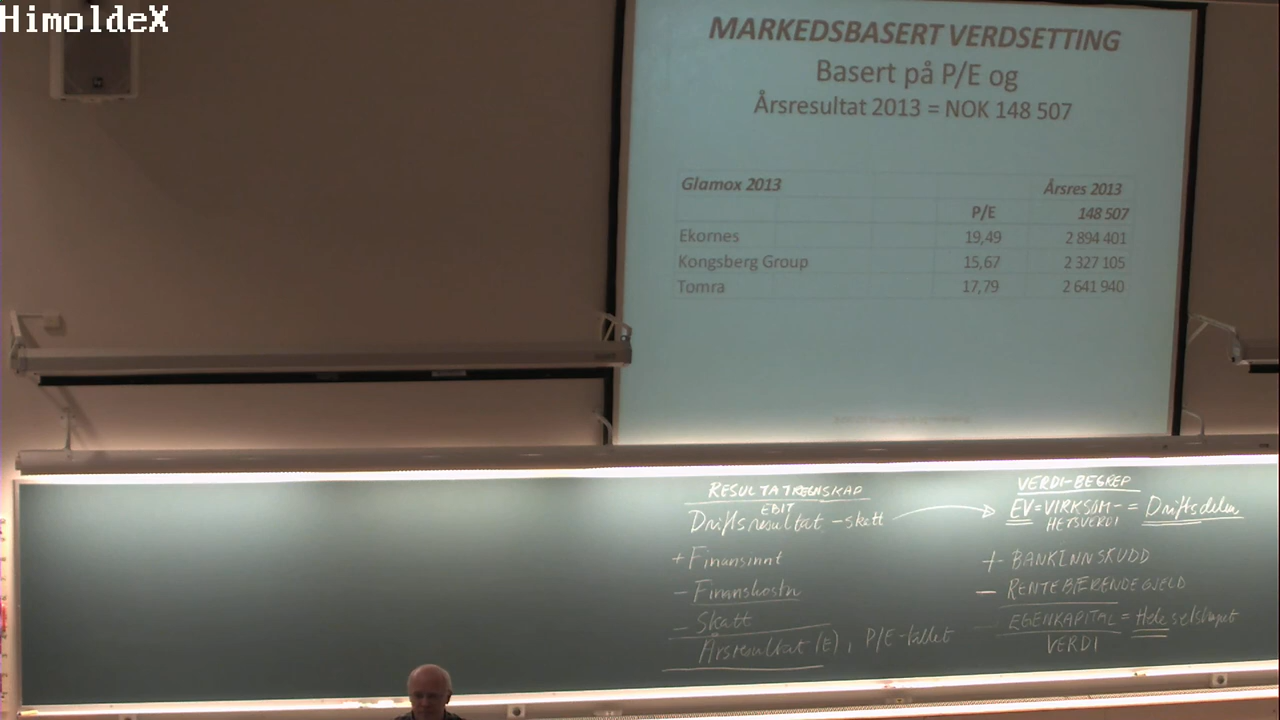 HimoldeX
MARKEDSBASERT VERDSETTING
Basert på P/E og
Årsresultat 2013 = NOK 148 507
Glamox 2013 Årsres 2013
P/E 148 507
Ekornes 19,49 2 894 401
Kongsberg Group 15,67 2 327 105
Tomra 17,79 2 641 940
RESULTATREGNSKAP
EBIT
Driftsresultat - skatt
+ Finansinnt
- Finanskostn
- Skatt
Årsresultat (E), P/E-tallet
VERDI-BEGREP
EV = VIRKSOM- = Driftsdelen
HETSVERDI
+ BANKINNSKUDD
- RENTEBÆRENDE GJELD
EGENKAPITAL = Hele selskapet
VERDI